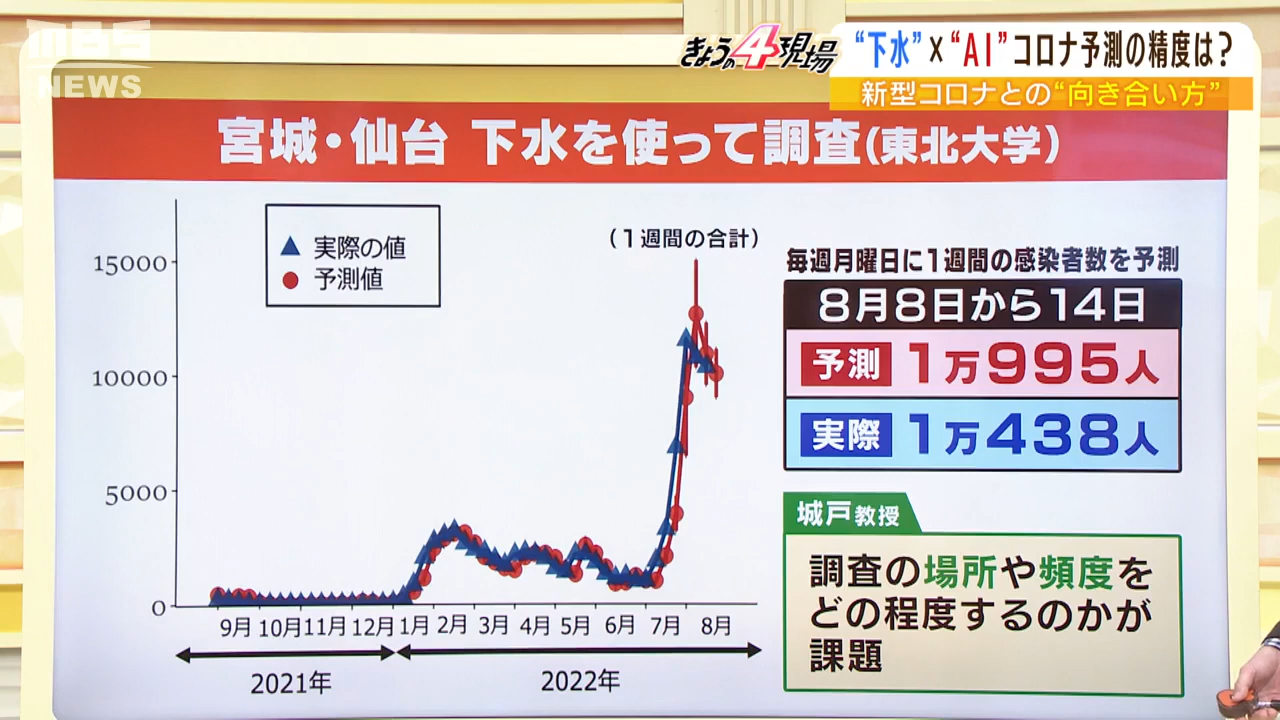 MBS
NEWS
きょうの4現場
“下水”×“AI”コロナ予測の精度は？
新型コロナとの“向き合い方”
宮城・仙台 下水を使って調査(東北大学)
実際の値
予測値
(1週間の合計)
15000
10000
5000
0
9月 10月 11月 12月 1月 2月 3月 4月 5月 6月 7月 8月
2021年 2022年
毎週月曜日に1週間の感染者数を予測
8月8日から14日
予測 1万995人
実際 1万438人
城戸教授
調査の場所や頻度を
どの程度するのかが
課題